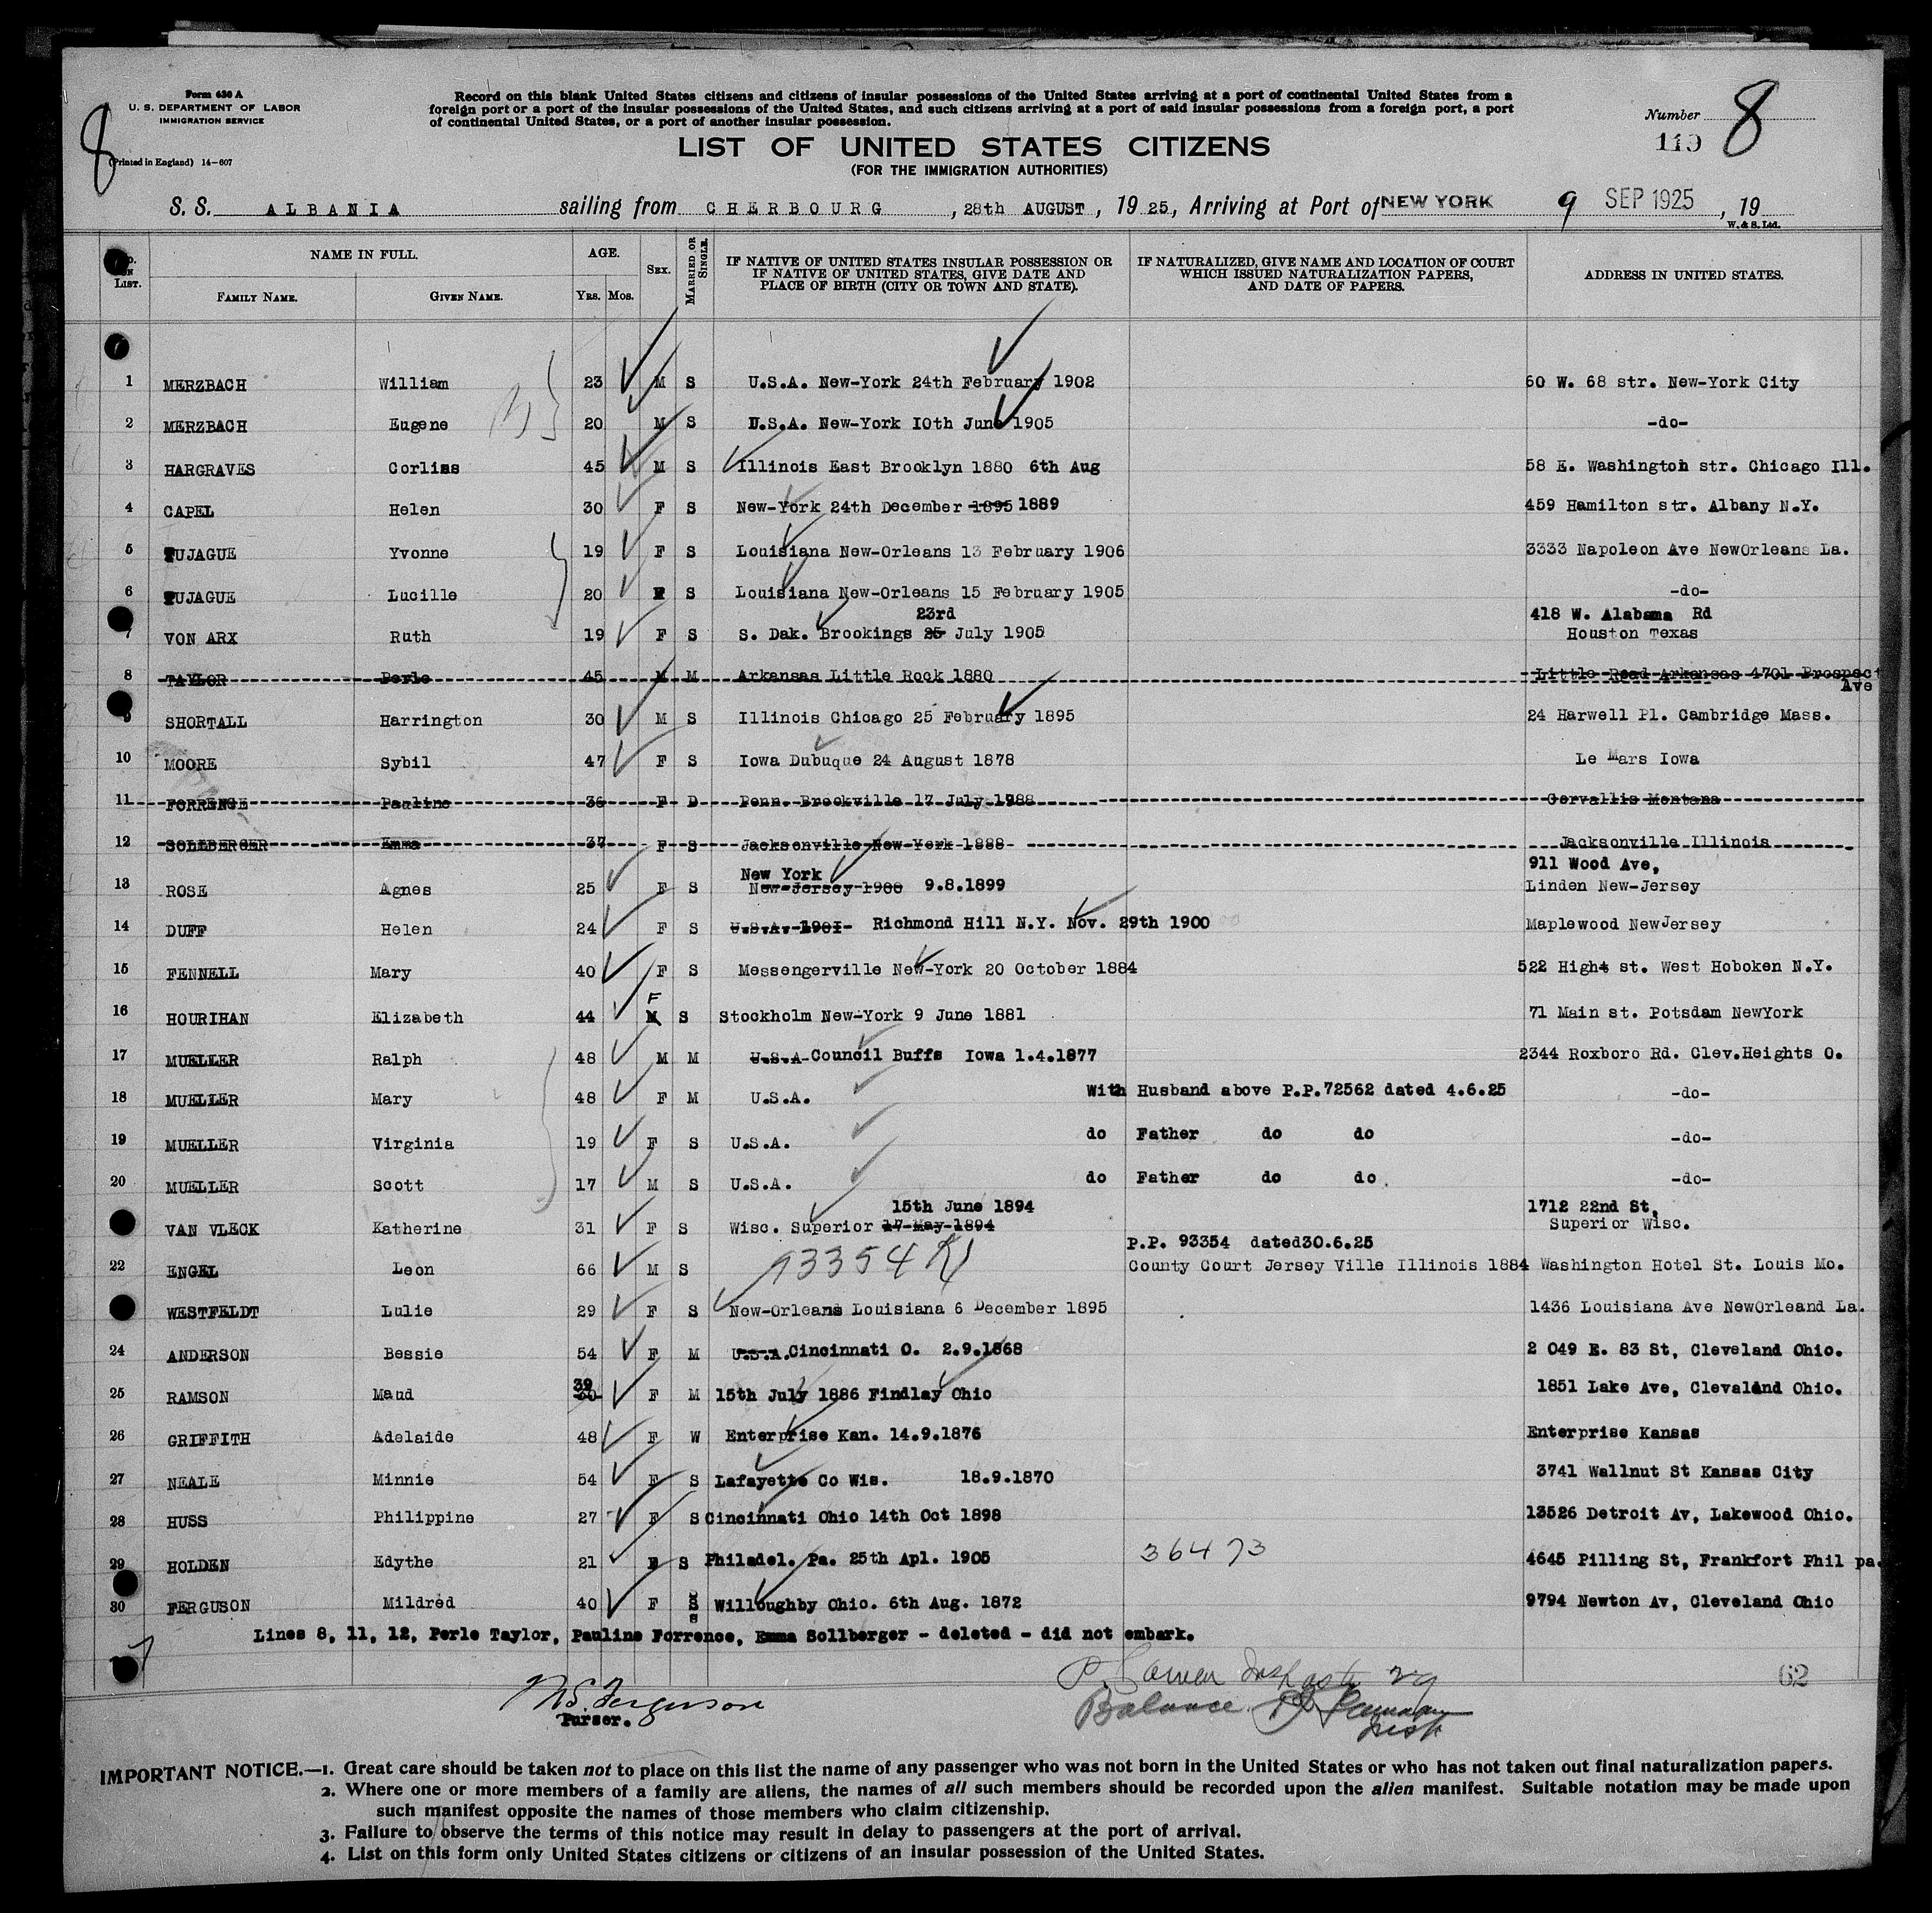 Form 630 A
U. S. DEPARTMENT OF LABOR
IMMIGRATION SERVICE
(Printed in England) 14-607
8
Record on this blank United States citizens and citizens of insular possessions of the United States arriving at a port of continental United States from a
foreign port or a port of the insular possessions of the United States, and such citizens arriving at a port of said insular possessions from a foreign port, a port
of continental United States, or a port of another insular possession.
Number 8
119
LIST OF UNITED STATES CITIZENS
(FOR THE IMMIGRATION AUTHORITIES)
S. S. ALBANIA sailing from CHERBOURG, 28th AUGUST, 1925, Arriving at Port of NEW YORK 9 SEP 1925, 19
W. & S. Ltd.
LIST. NAME IN FULL. AGE. SEX. MARRIED OR SINGLE. IF NATIVE OF UNITED STATES INSULAR POSSESSION OR IF NATIVE OF UNITED STATES, GIVE DATE AND PLACE OF BIRTH (CITY OR TOWN AND STATE). IF NATURALIZED, GIVE NAME AND LOCATION OF COURT WHICH ISSUED NATURALIZATION PAPERS, AND DATE OF PAPERS. ADDRESS IN UNITED STATES.
FAMILY NAME. GIVEN NAME. YRS. MOS.
1 MERZBACH William 23 M S U.S.A. New-York 24th February 1902 60 W. 68 str. New-York City
2 MERZBACH Eugene 20 M S U.S.A. New-York 10th June 1905 -do-
3 HARGRAVES Corliss 45 M S Illinois East Brooklyn 1880 6th Aug 58 E. Washington str. Chicago Ill.
4 CAPEL Helen 30 F S New-York 24th December 1895 1889 459 Hamilton str. Albany N.Y.
5 TUJAGUE Yvonne 19 F S Louisiana New-Orleans 13 February 1906 3333 Napoleon Ave NewOrleans La.
6 TUJAGUE Lucille 20 F S Louisiana New-Orleans 15 February 1905 -do-
23rd 418 W. Alabama Rd
7 VON ARX Ruth 19 F S S. Dak. Brookings 25 July 1905 Houston Texas
8 TAYLOR Perle 45 M M Arkansas Little Rock 1880 Little Road Arkansas 4701 Prospect
Ave
9 SHORTALL Harrington 30 M S Illinois Chicago 25 February 1895 24 Harwell Pl. Cambridge Mass.
10 MOORE Sybil 47 F S Iowa Dubuque 24 August 1878 Le Mars Iowa
11 FORRENCE Pauline 36 F D Penn. Brockville 17 July 1988 Corvallis Montana
12 SOLLBERGER Emma 37 F S Jacksonville New York 1888 Jacksonville Illinois
New York 911 Wood Ave,
13 ROSE Agnes 25 F S New-Jersey 1900 9.8.1899 Linden New-Jersey
14 DUFF Helen 24 F S U.S.A. 1901 Richmond Hill N.Y. Nov. 29th 1900 Maplewood NewJersey
15 FENNELL Mary 40 F S Messengerville New-York 20 October 1884 522 Hight st. West Hoboken N.Y.
F
16 HOURIHAN Elizabeth 44 M S Stockholm New-York 9 June 1881 71 Main st. Potsdam NewYork
17 MUELLER Ralph 48 M M U.S.A Council Buffs Iowa 1.4.1877 2344 Roxboro Rd. Clev.Heights O.
18 MUELLER Mary 48 F M U.S.A. With Husband above P.P.72562 dated 4.6.25 -do-
19 MUELLER Virginia 19 F S U.S.A. do Father do do -do-
20 MUELLER Scott 17 M S U.S.A. do Father do do -do-
15th June 1894 1712 22nd St,
VAN VLECK Katherine 31 F S Wisc. Superior 17 May 1894 Superior Wisc.
P.P. 93354 dated30.6.25
22 ENGEL Leon 66 M S 93354 County Court Jersey Ville Illinois 1884 Washington Hotel St. Louis Mo.
WESTFELDT Lulie 29 F S New-Orleans Louisiana 6 December 1895 1436 Louisiana Ave NewOrleand La.
24 ANDERSON Bessie 54 F M U.S.A. Cincinnati O. 2.9.1868 2 049 E. 83 St, Cleveland Ohio.
39
25 RAMSON Maud F M 15th July 1886 Findlay Ohio 1851 Lake Ave, Clevaland Ohio.
26 GRIFFITH Adelaide 48 F W Enterprise Kan. 14.9.1876 Enterprise Kansas
27 NEALE Minnie 54 F S Lafayette Co Wis. 18.9.1870 3741 Wallnut St Kansas City
28 HUSS Philippine 27 F S Cincinnati Ohio 14th Oct 1898 13526 Detroit Av, Lakewood Ohio.
29 HOLDEN Edythe 21 F S Philadel. Pa. 25th Apl. 1905 36473 4645 Pilling St, Frankfort Phil pa.
30 FERGUSON Mildred 40 F Willoughby Ohio. 6th Aug. 1872 9794 Newton Av, Cleveland Ohio
Lines 8, 11, 12, Perle Taylor, Pauline Forrence, Emma Sollberger - deleted - did not embark.
62
Ferguson
Purser.
Balance Insp
IMPORTANT NOTICE.—1. Great care should be taken not to place on this list the name of any passenger who was not born in the United States or who has not taken out final naturalization papers.
2. Where one or more members of a family are aliens, the names of all such members should be recorded upon the alien manifest. Suitable notation may be made upon
such manifest opposite the names of those members who claim citizenship.
3. Failure to observe the terms of this notice may result in delay to passengers at the port of arrival.
4. List on this form only United States citizens or citizens of an insular possession of the United States.